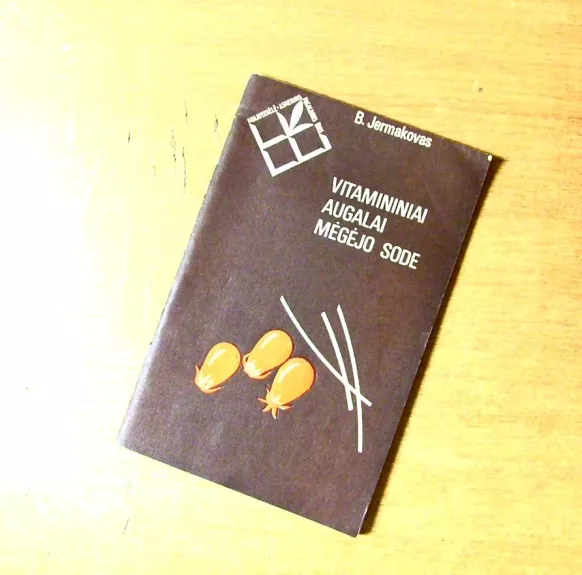 B. Jermakovas
VITAMININIAI
AUGALAI
MĖGĖJO SODE